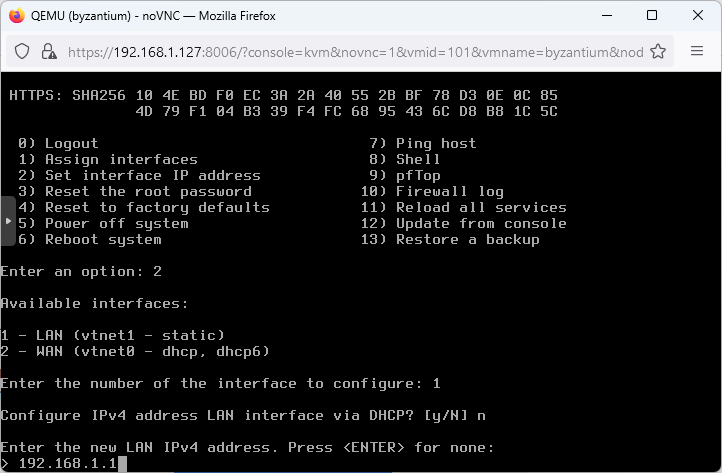 QEMU (byzantium) - noVNC — Mozilla Firefox
https://192.168.1.127:8006/?console=kvm&novnc=1&vmid=101&vmname=byzantium&nod
HTTPS: SHA256 10 4E BD F0 EC 3A 2A 40 55 2B BF 78 D3 0E 0C 85
4D 79 F1 04 B3 39 F4 FC 68 95 43 6C D8 B8 1C 5C
0) Logout 7) Ping host
1) Assign interfaces 8) Shell
2) Set interface IP address 9) pfTop
3) Reset the root password 10) Firewall log
4) Reset to factory defaults 11) Reload all services
5) Power off system 12) Update from console
6) Reboot system 13) Restore a backup
Enter an option: 2
Available interfaces:
1 - LAN (vtnet1 - static)
2 - WAN (vtnet0 - dhcp, dhcp6)
Enter the number of the interface to configure: 1
Configure IPv4 address LAN interface via DHCP? [y/N] n
Enter the new LAN IPv4 address. Press <ENTER> for none:
> 192.168.1.1